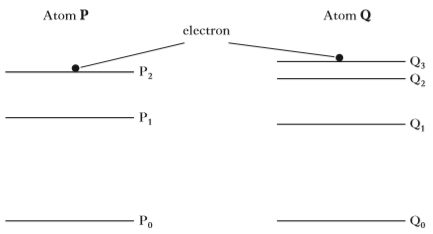 Atom P
Atom Q
electron
P₂
Q₃
Q₂
P₁
Q₁
P₀
Q₀